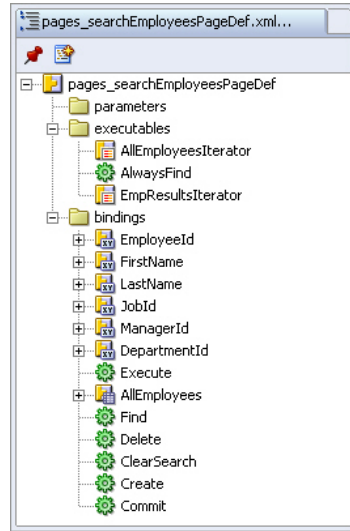 pages_searchEmployeesPageDef.xml...
pages_searchEmployeesPageDef
parameters
executables
AllEmployeesIterator
AlwaysFind
EmpResultsIterator
bindings
EmployeeId
FirstName
LastName
JobId
ManagerId
DepartmentId
Execute
AllEmployees
Find
Delete
ClearSearch
Create
Commit